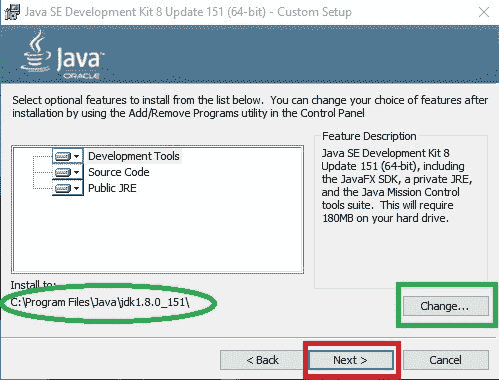 Java SE Development Kit 8 Update 151 (64-bit) - Custom Setup
Java
ORACLE
Select optional features to install from the list below. You can change your choice of features after
installation by using the Add/Remove Programs utility in the Control Panel
Development Tools
Source Code
Public JRE
Feature Description
Java SE Development Kit 8
Update 151 (64-bit), including
the JavaFX SDK, a private JRE,
and the Java Mission Control
tools suite. This will require
180MB on your hard drive.
Install to:
C:\Program Files\Java\jdk1.8.0_151\
Change...
< Back
Next >
Cancel